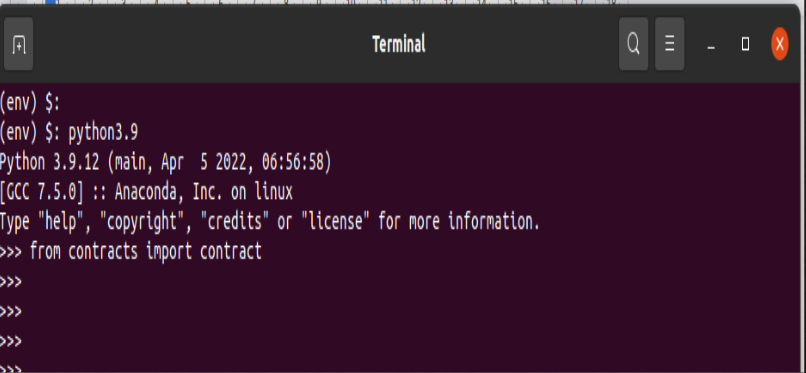 Terminal
(env) $:
(env) $: python3.9
Python 3.9.12 (main, Apr  5 2022, 06:56:58)
[GCC 7.5.0] :: Anaconda, Inc. on linux
Type "help", "copyright", "credits" or "license" for more information.
>>> from contracts import contract
>>>
>>>
>>>
>>>